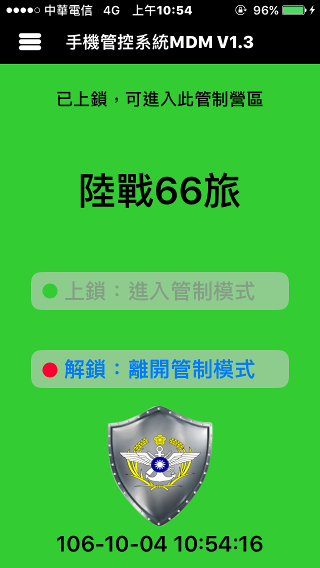 中華電信 4G 上午10:54 96%
手機管控系統MDM V1.3
已上鎖，可進入此管制營區
陸戰66旅
上鎖：進入管制模式
解鎖：離開管制模式
106-10-04 10:54:16